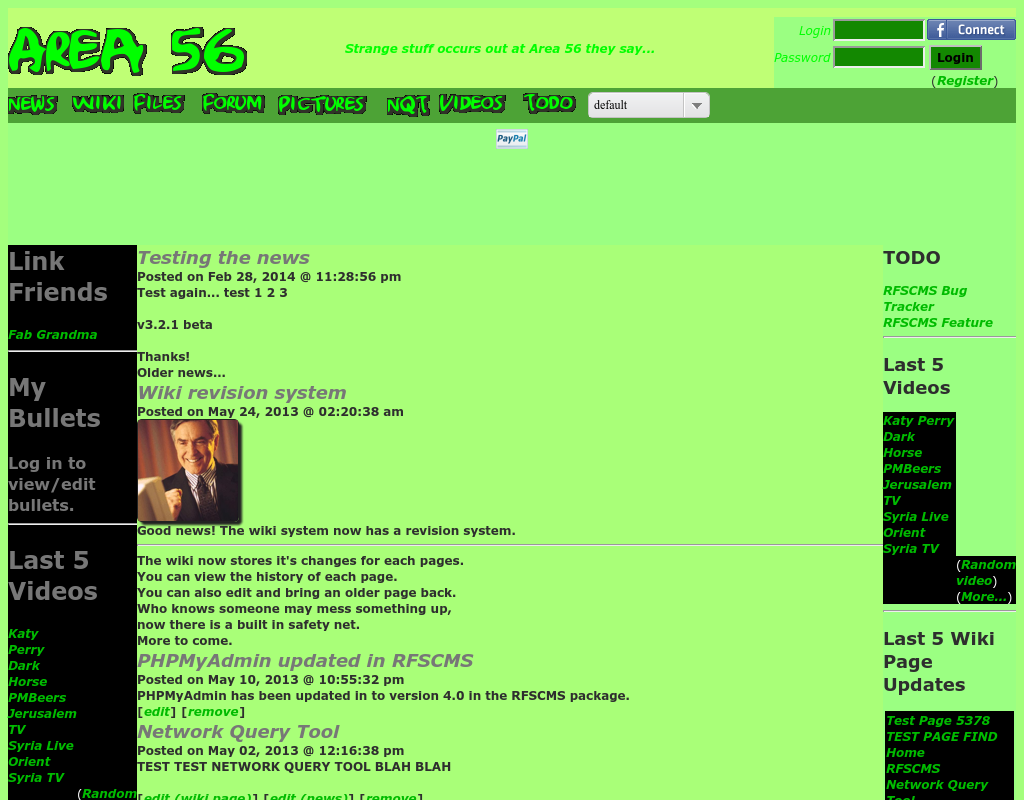 AREA 56
Strange stuff occurs out at Area 56 they say...
Login
f Connect
Password
Login
(Register)
NEWS WIKI FILES FORUM PICTURES NQT VIDEOS TODO default
PayPal
Link
Friends
Fab Grandma
My
Bullets
Log in to
view/edit
bullets.
Last 5
Videos
Katy
Perry
Dark
Horse
PMBeers
Jerusalem
TV
Syria Live
Orient
Syria TV
(Random
Testing the news
Posted on Feb 28, 2014 @ 11:28:56 pm
Test again... test 1 2 3
v3.2.1 beta
Thanks!
Older news...
Wiki revision system
Posted on May 24, 2013 @ 02:20:38 am
Good news! The wiki system now has a revision system.
The wiki now stores it's changes for each pages.
You can view the history of each page.
You can also edit and bring an older page back.
Who knows someone may mess something up,
now there is a built in safety net.
More to come.
PHPMyAdmin updated in RFSCMS
Posted on May 10, 2013 @ 10:55:32 pm
PHPMyAdmin has been updated in to version 4.0 in the RFSCMS package.
[edit] [remove]
Network Query Tool
Posted on May 02, 2013 @ 12:16:38 pm
TEST TEST NETWORK QUERY TOOL BLAH BLAH
[edit (wiki page)] [edit (news)] [remove]
TODO
RFSCMS Bug
Tracker
RFSCMS Feature
Last 5
Videos
Katy Perry
Dark
Horse
PMBeers
Jerusalem
TV
Syria Live
Orient
Syria TV
(Random
video)
(More...)
Last 5 Wiki
Page
Updates
Test Page 5378
TEST PAGE FIND
Home
RFSCMS
Network Query
Tool